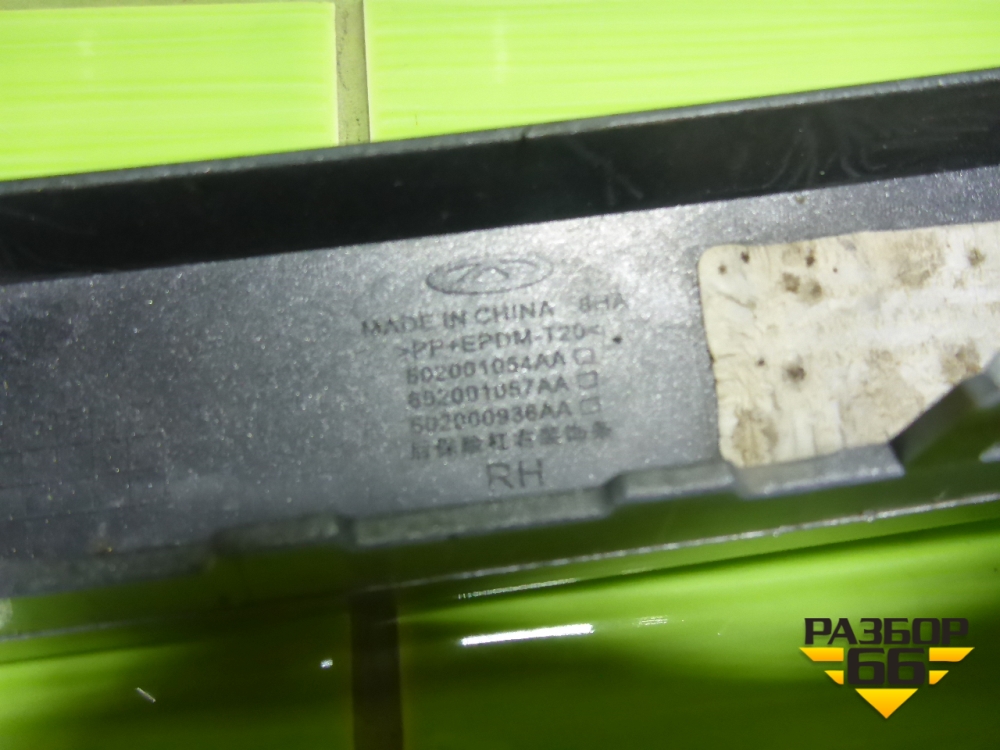 MADE IN CHINA 8HA
>PP+EPDM-T20<
602001054AA
602001057AA
602000936AA
后保险杠右装饰条
RH
РАЗБОР
66